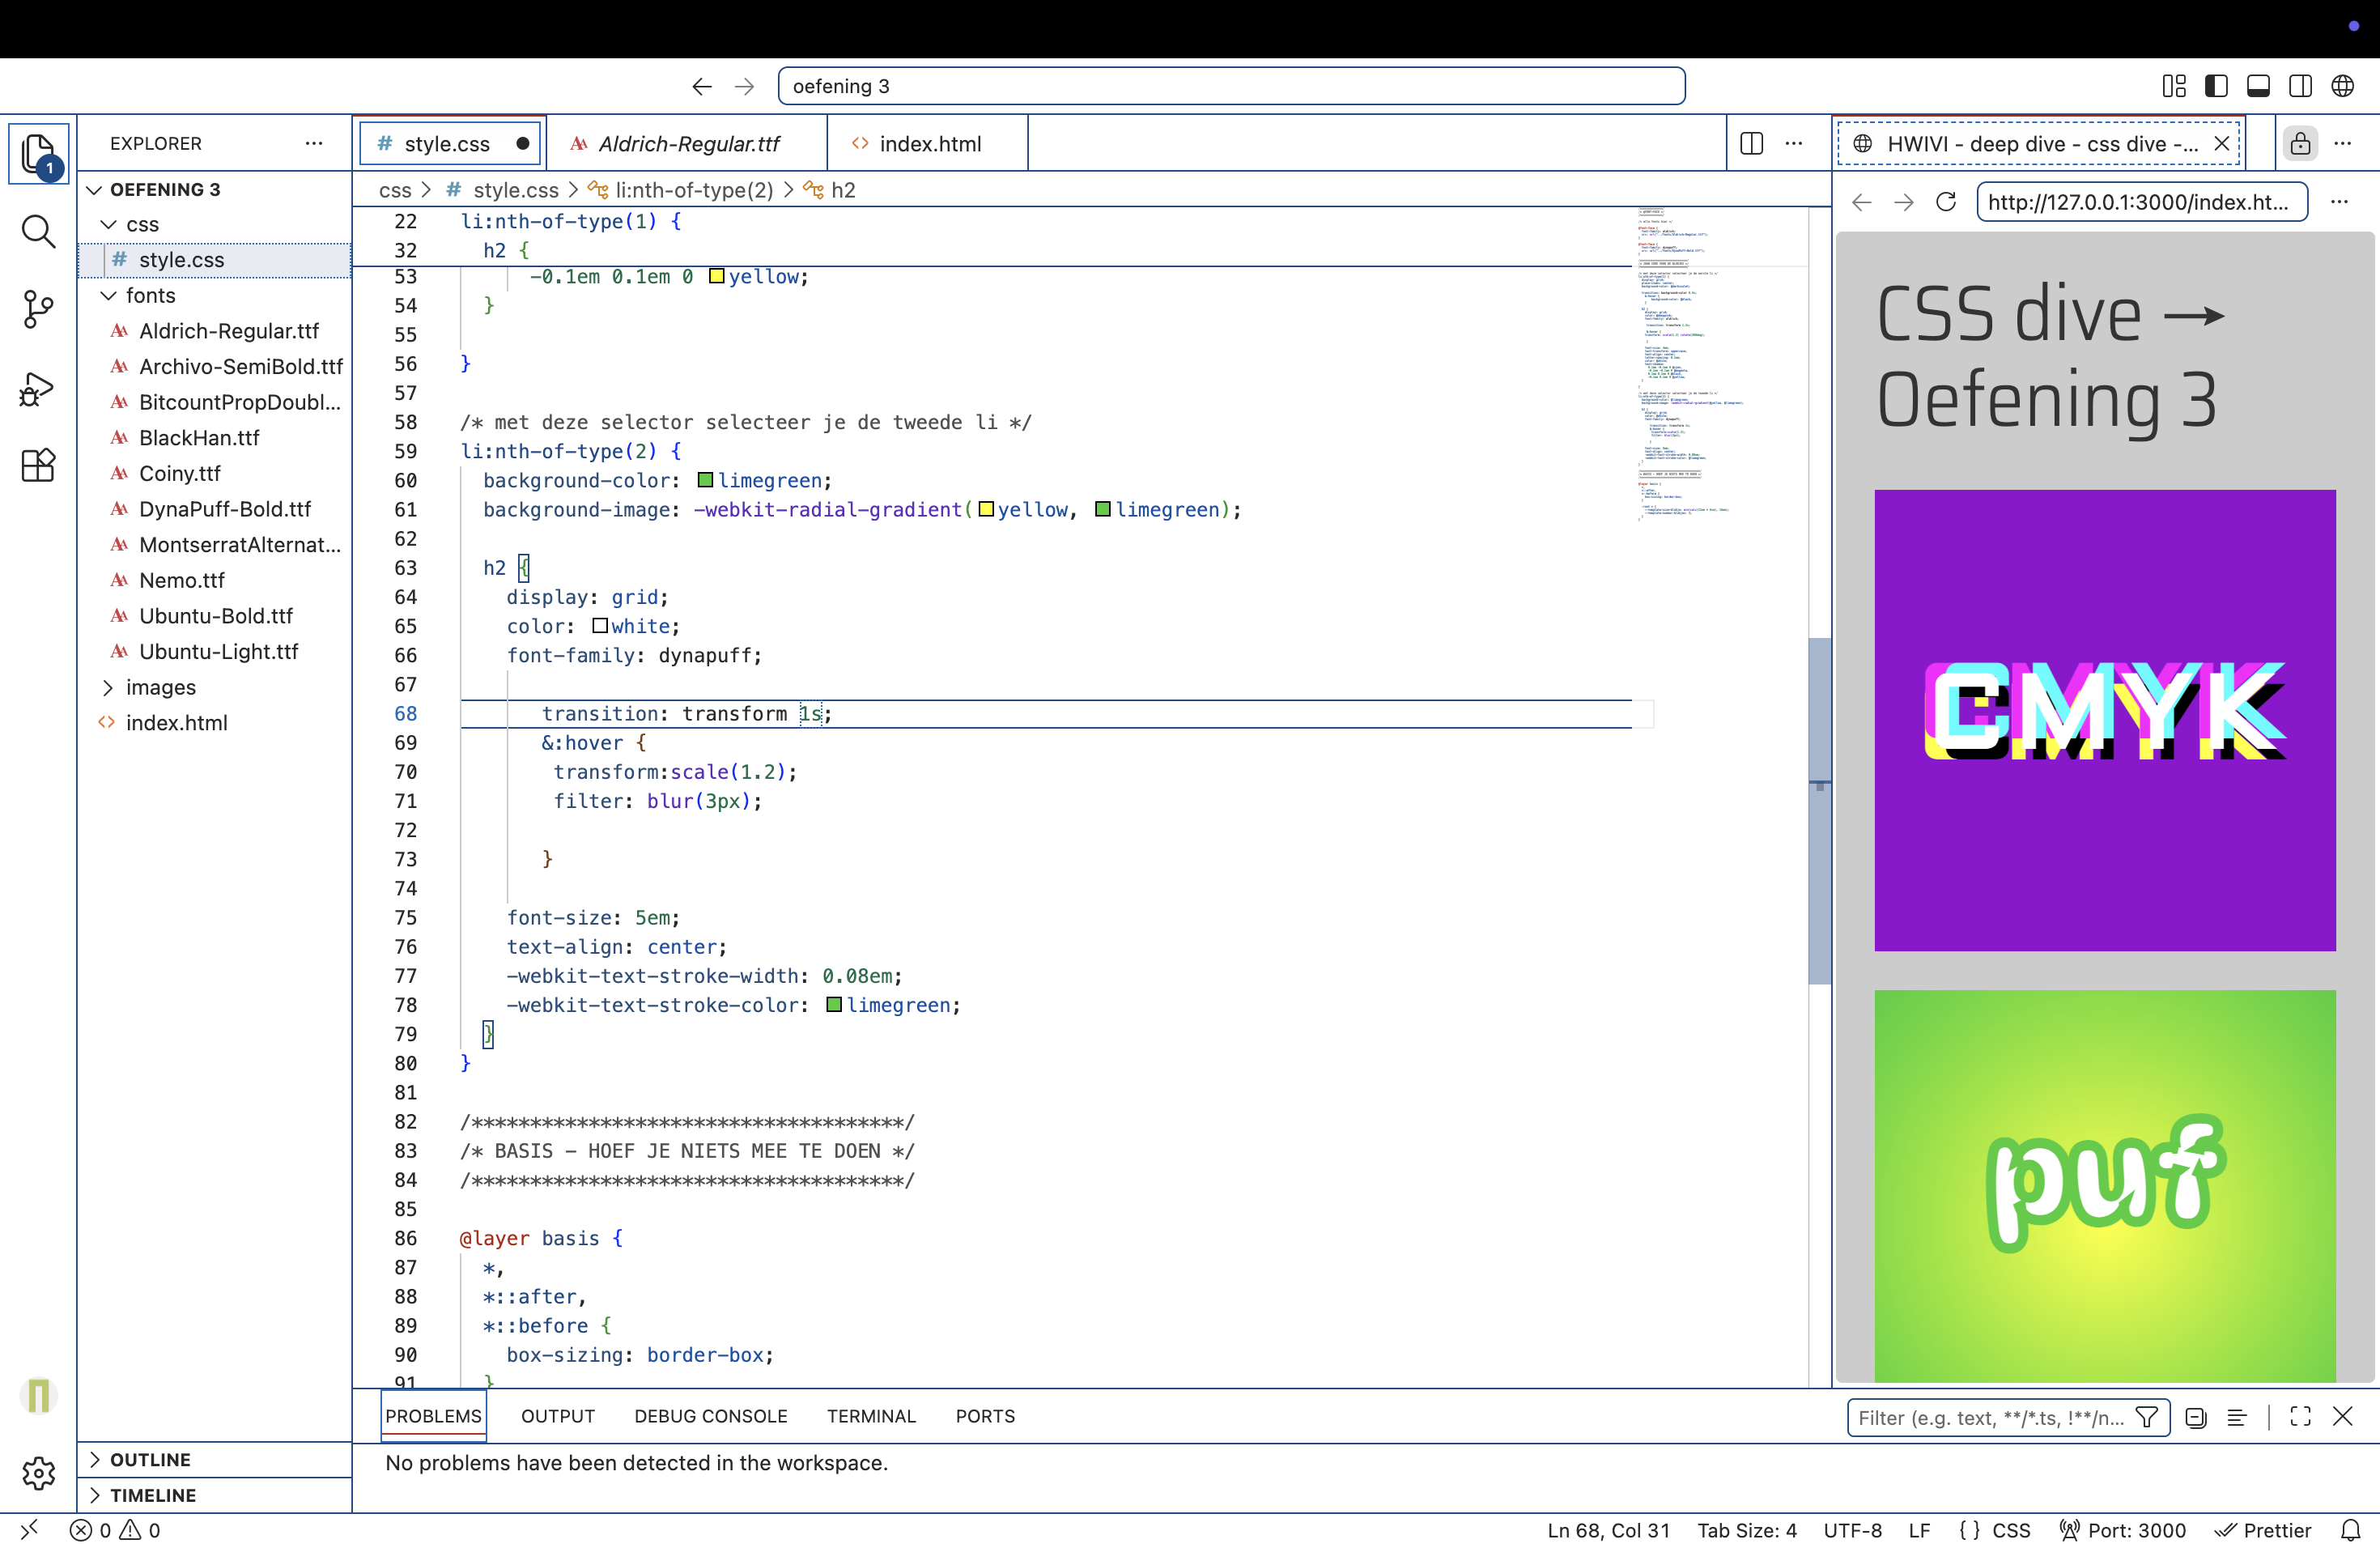 oefening 3
EXPLORER
OEFENING 3
css
# style.css
fonts
Aldrich-Regular.ttf
Archivo-SemiBold.ttf
BitcountPropDoubl...
BlackHan.ttf
Coiny.ttf
DynaPuff-Bold.ttf
MontserratAlternat...
Nemo.ttf
Ubuntu-Bold.ttf
Ubuntu-Light.ttf
images
<> index.html
OUTLINE
TIMELINE
1
# style.css
Aldrich-Regular.ttf
<> index.html
css > # style.css > li:nth-of-type(2) > h2
22 li:nth-of-type(1) {
32 h2 {
53 -0.1em 0.1em 0 yellow;
54 }
55
56 }
57
58 /* met deze selector selecteer je de tweede li */
59 li:nth-of-type(2) {
60 background-color: limegreen;
61 background-image: -webkit-radial-gradient(yellow, limegreen);
62
63 h2 {
64 display: grid;
65 color: white;
66 font-family: dynapuff;
67
68 transition: transform 1s;
69 &:hover {
70 transform:scale(1.2);
71 filter: blur(3px);
72
73 }
74
75 font-size: 5em;
76 text-align: center;
77 -webkit-text-stroke-width: 0.08em;
78 -webkit-text-stroke-color: limegreen;
79 }
80 }
81
82 /*************************************/
83 /* BASIS - HOEF JE NIETS MEE TE DOEN */
84 /*************************************/
85
86 @layer basis {
87 *,
88 *::after,
89 *::before {
90 box-sizing: border-box;
91 }
HWIVI - deep dive - css dive -...
http://127.0.0.1:3000/index.ht...
CSS dive →
Oefening 3
CMYK
puf
PROBLEMS
OUTPUT
DEBUG CONSOLE
TERMINAL
PORTS
Filter (e.g. text, **/*.ts, !**/n...
No problems have been detected in the workspace.
0 0
Ln 68, Col 31
Tab Size: 4
UTF-8
LF
{ } CSS
Port: 3000
Prettier